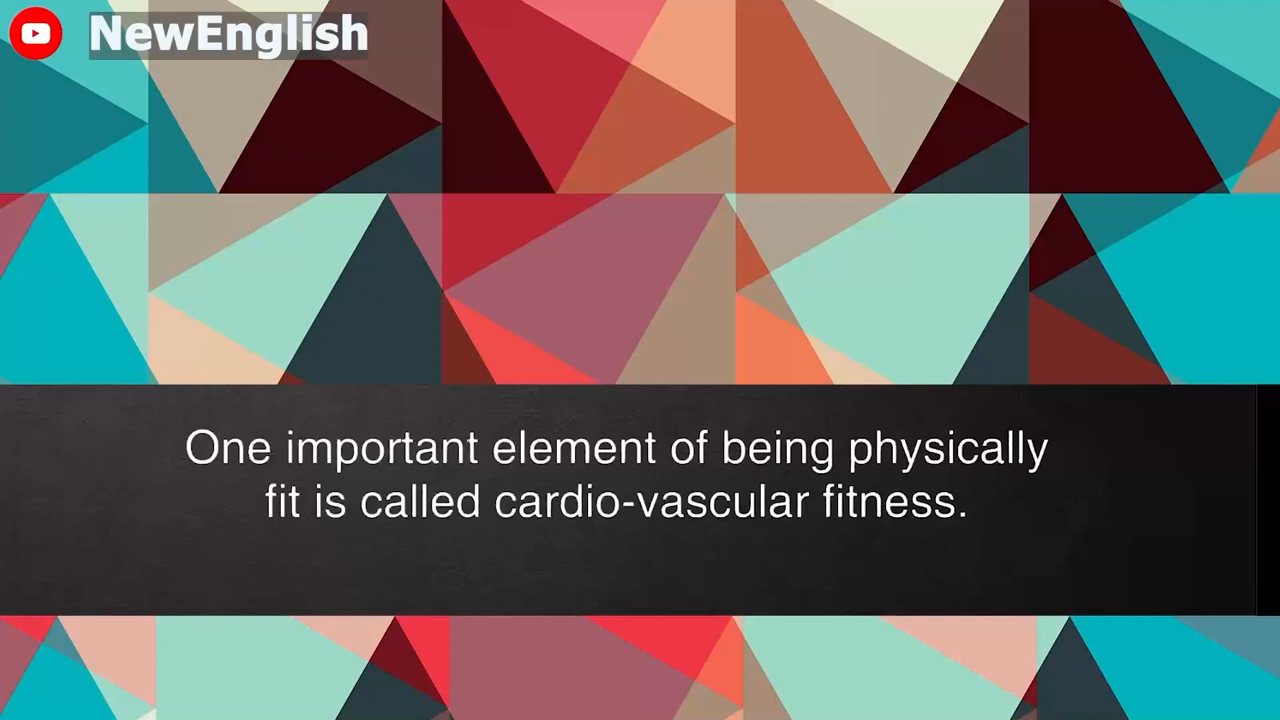 NewEnglish
One important element of being physically
fit is called cardio-vascular fitness.